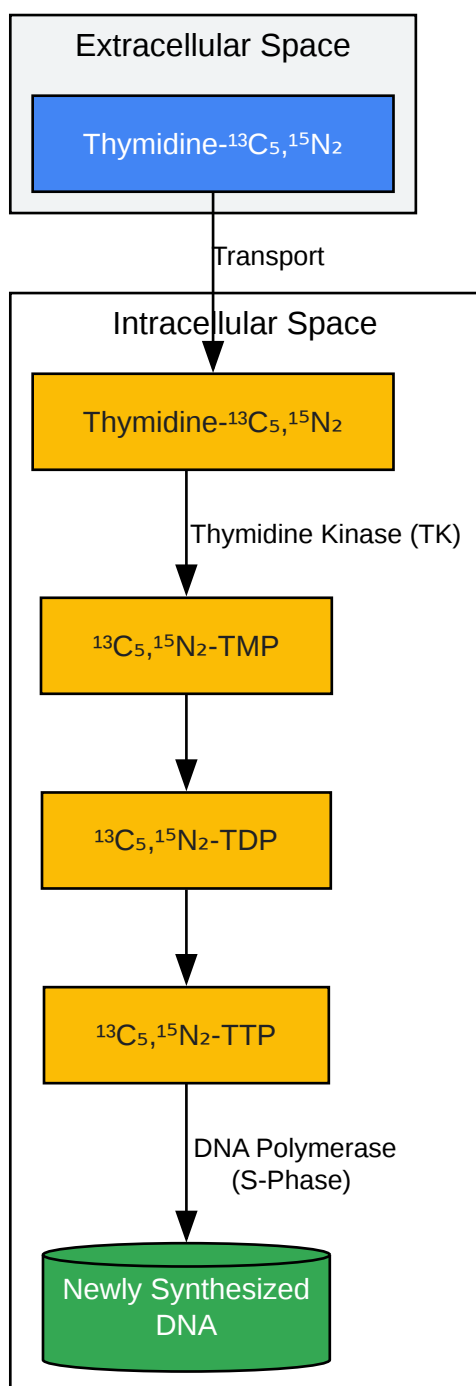 Extracellular Space
Thymidine-¹³C₅,¹⁵N₂
Transport
Intracellular Space
Thymidine-¹³C₅,¹⁵N₂
Thymidine Kinase (TK)
¹³C₅,¹⁵N₂-TMP
¹³C₅,¹⁵N₂-TDP
¹³C₅,¹⁵N₂-TTP
DNA Polymerase
(S-Phase)
Newly Synthesized
DNA